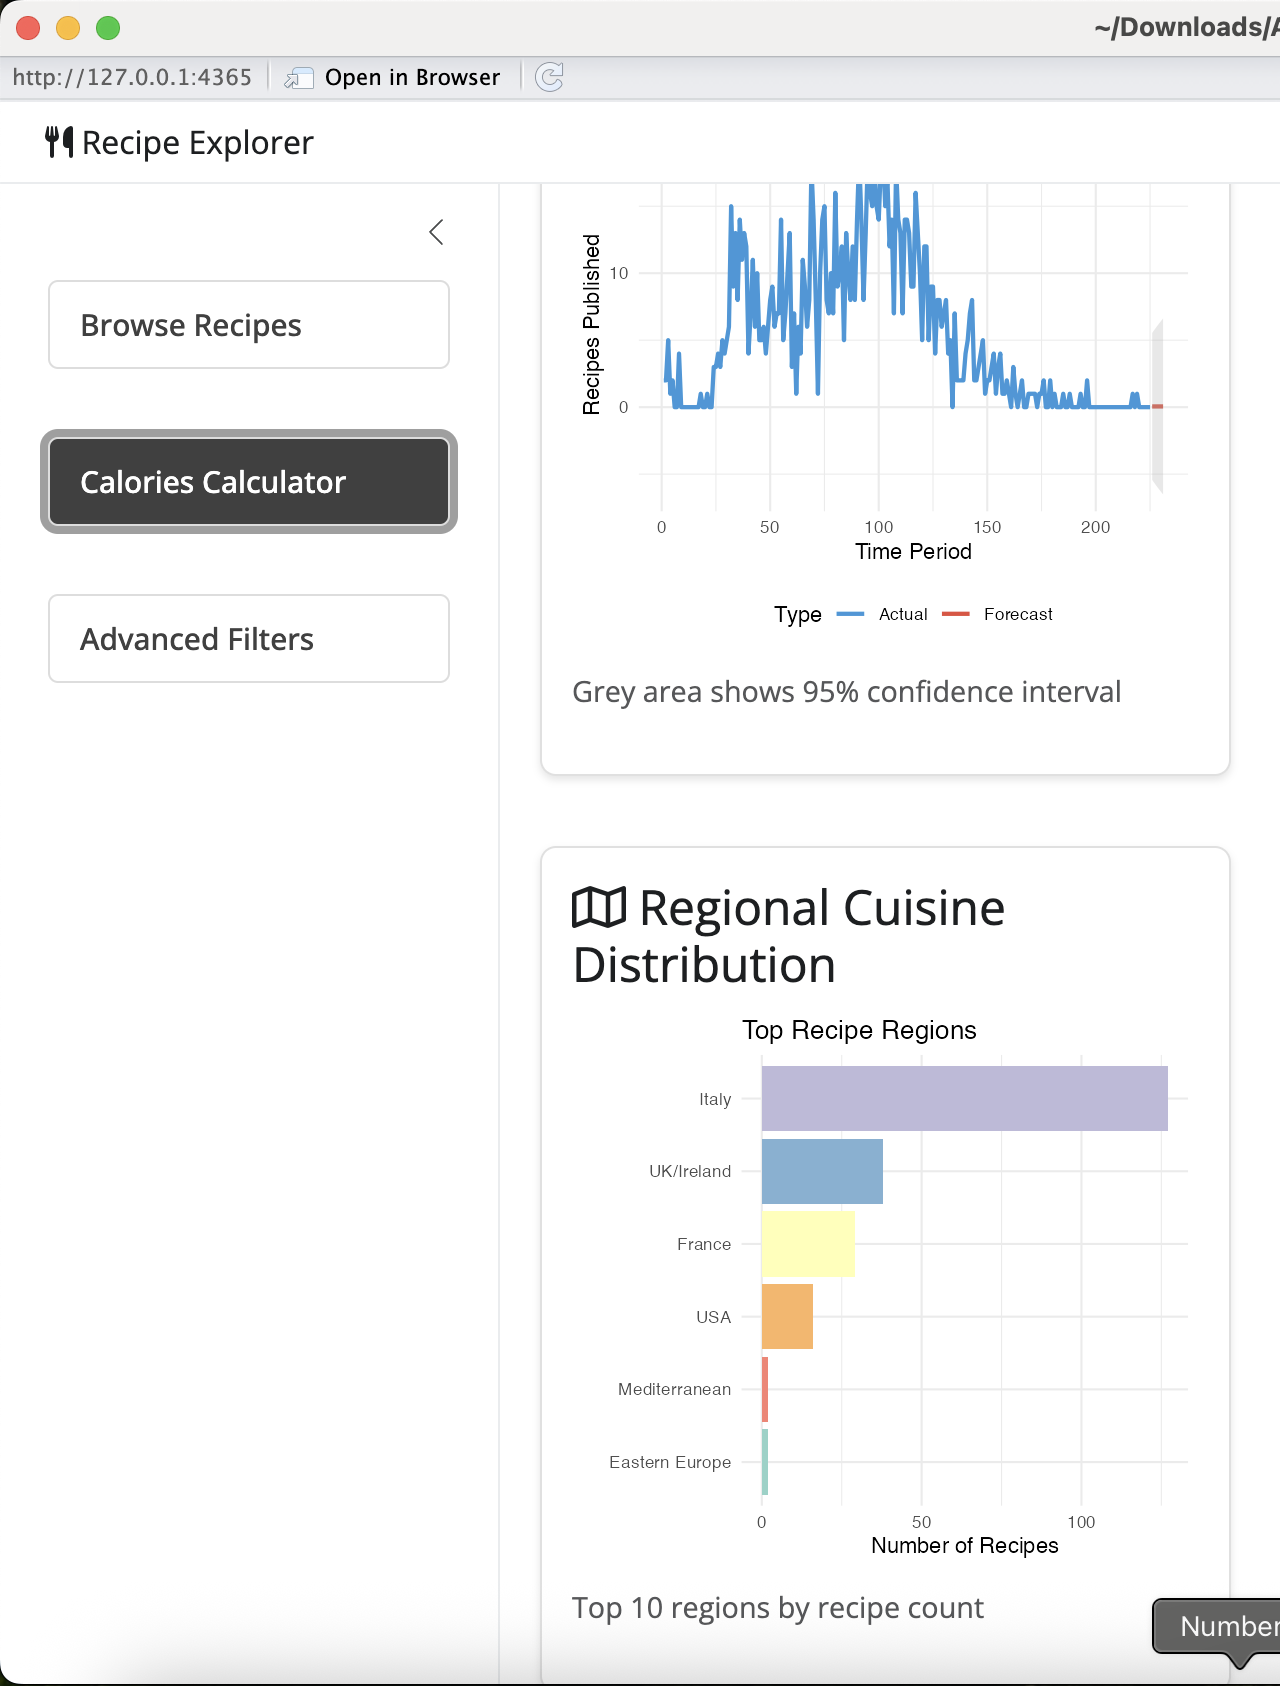 ~/Downloads/A
http://127.0.0.1:4365
Open in Browser
Recipe Explorer
Browse Recipes
Calories Calculator
Advanced Filters
Recipes Published
10
0
0 50 100 150 200
Time Period
Type Actual Forecast
Grey area shows 95% confidence interval
Regional Cuisine
Distribution
Top Recipe Regions
Italy
UK/Ireland
France
USA
Mediterranean
Eastern Europe
0 50 100
Number of Recipes
Top 10 regions by recipe count
Number